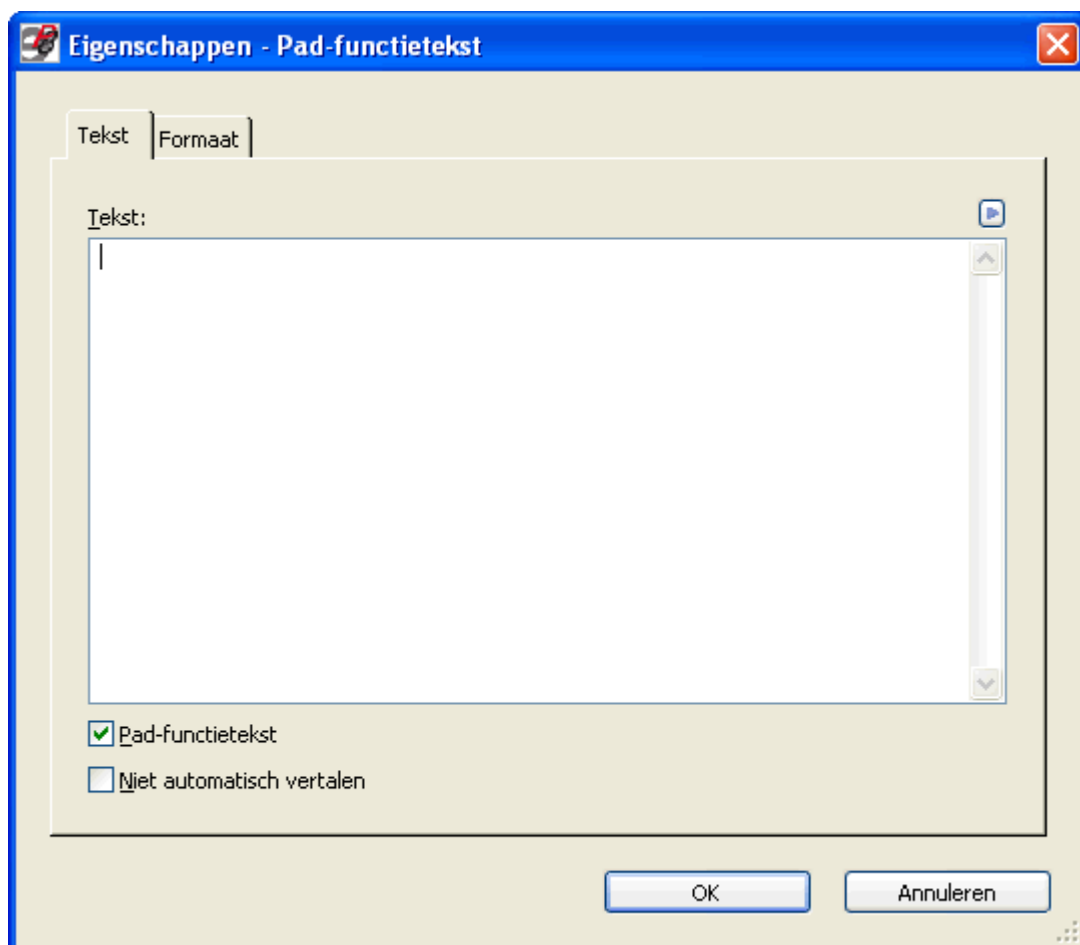 Eigenschappen - Pad-functietekst
Tekst Formaat
Tekst:
Pad-functietekst
Niet automatisch vertalen
OK Annuleren